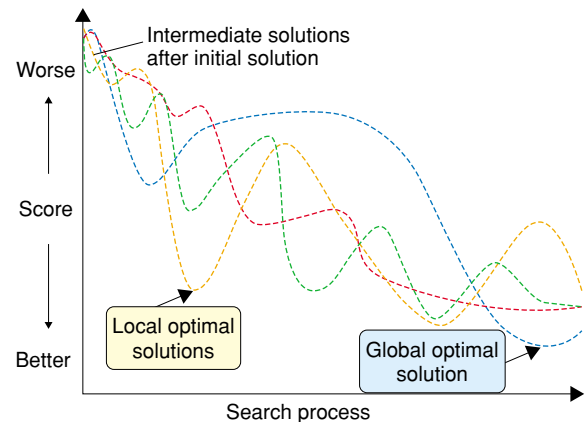 Intermediate solutions
after initial solution
Worse
Score
Local optimal
solutions
Better
Global optimal
solution
Search process